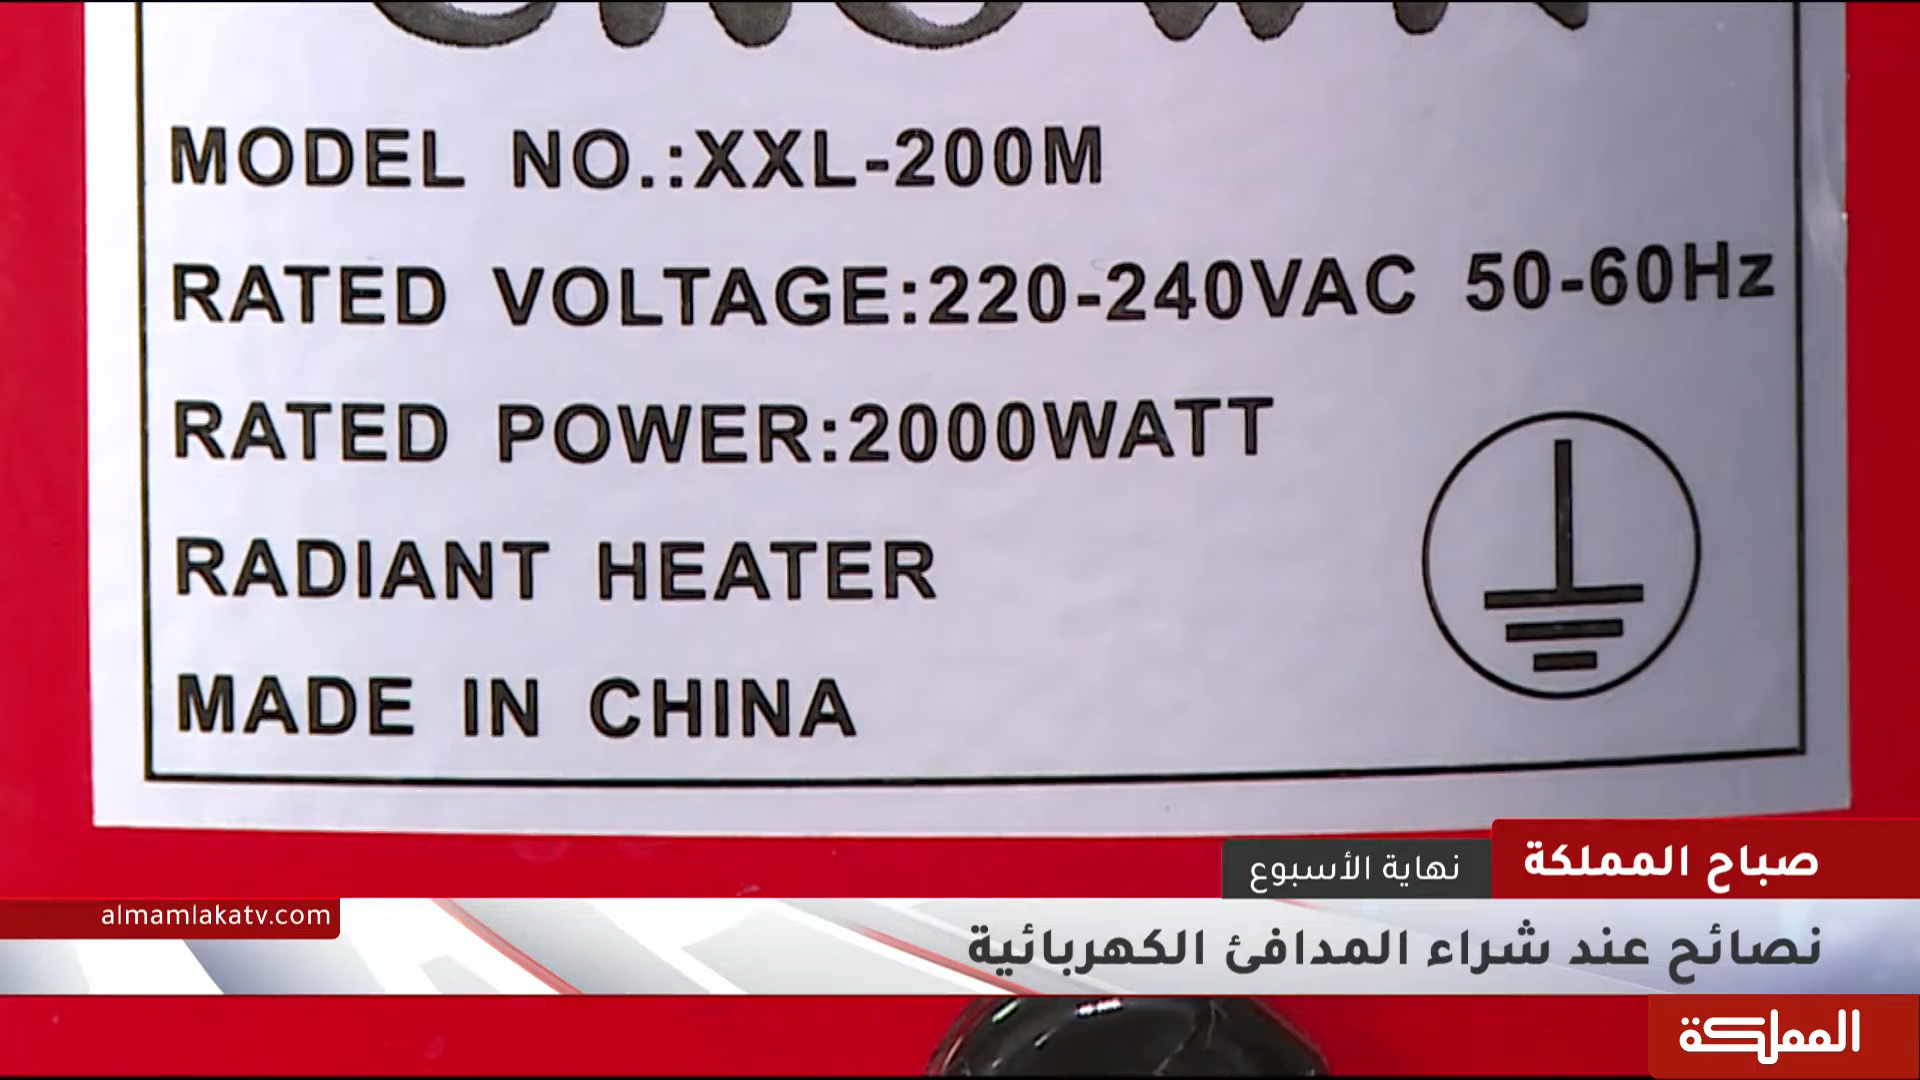 MODEL NO.:XXL-200M
RATED VOLTAGE:220-240VAC 50-60Hz
RATED POWER:2000WATT
RADIANT HEATER
MADE IN CHINA
صباح المملكة
نهاية الأسبوع
almamlakatv.com
نصائح عند شراء المدافئ الكهربائية
المملكة